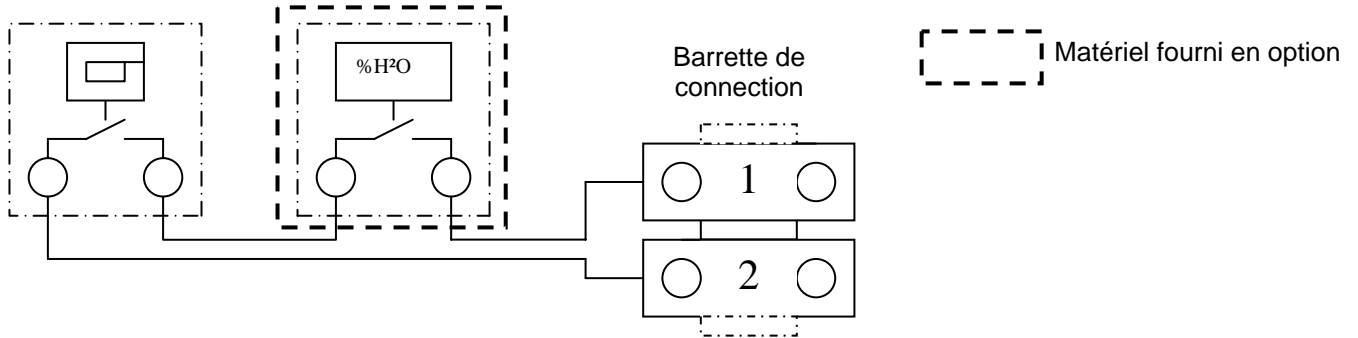 %H²O
Barrette de
connection
Matériel fourni en option
1
2